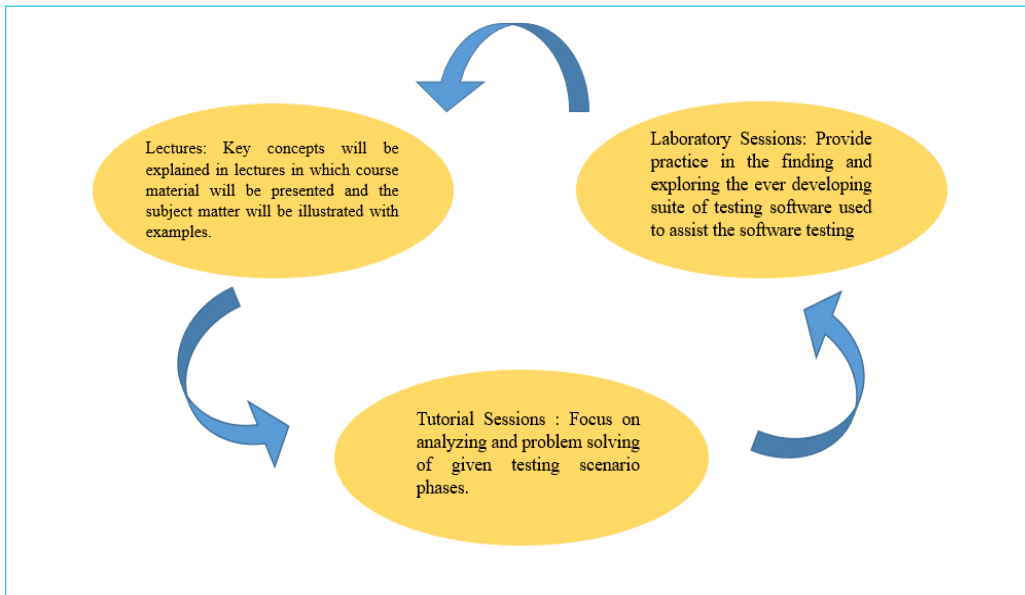 Lectures: Key concepts will be
explained in lectures in which course
material will be presented and the
subject matter will be illustrated with
examples.
Laboratory Sessions: Provide
practice in the finding and
exploring the ever developing
suite of testing software used
to assist the software testing
Tutorial Sessions : Focus on
analyzing and problem solving
of given testing scenario
phases.